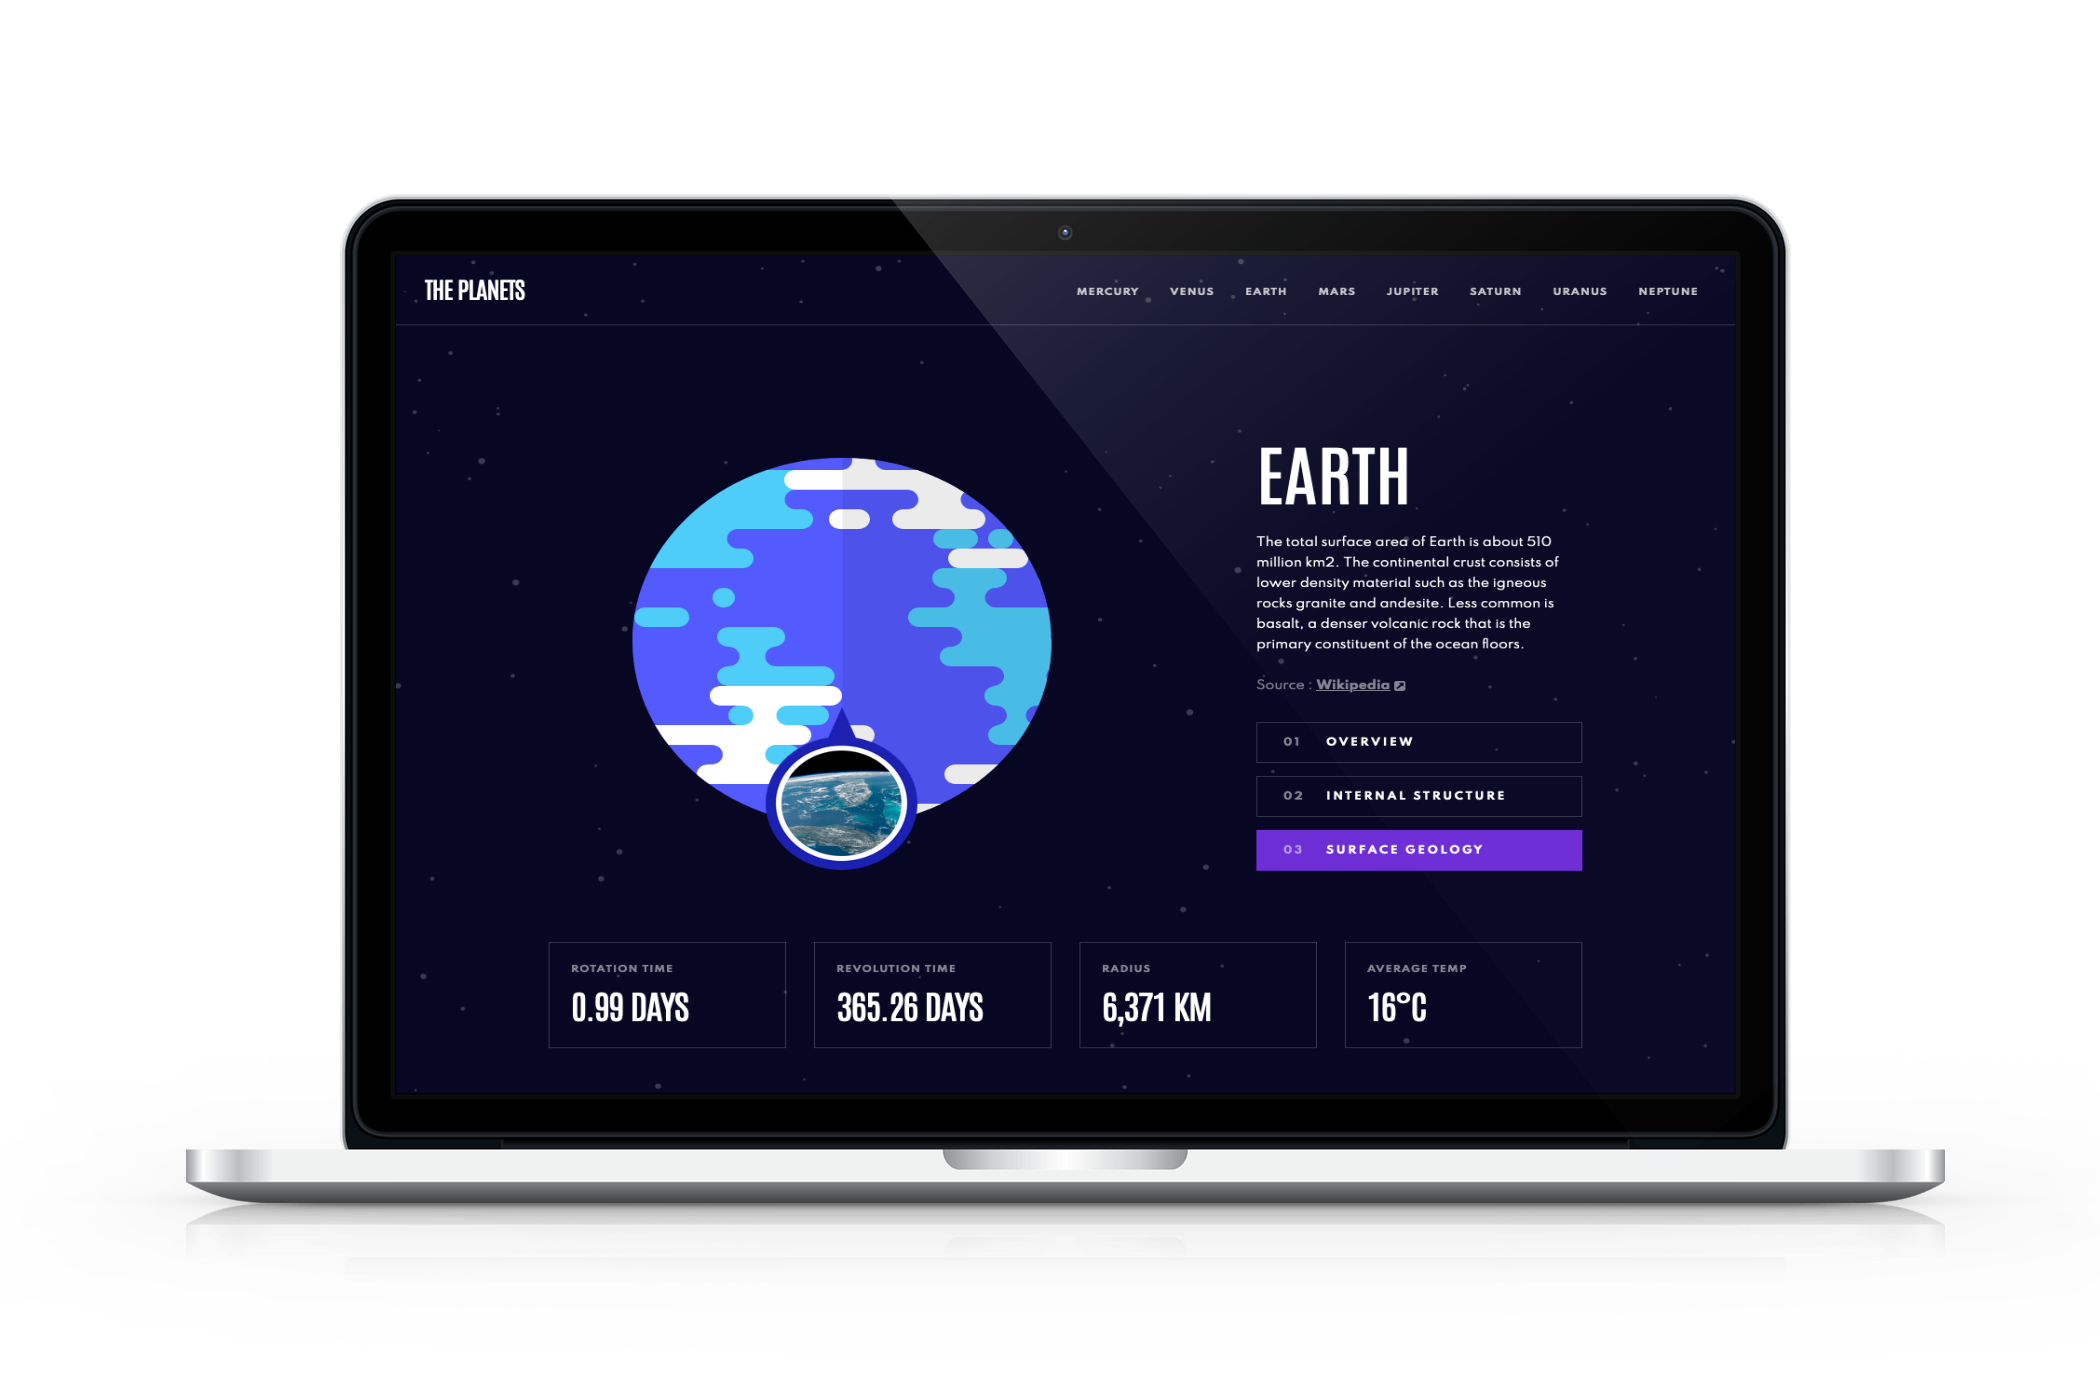 THE PLANETS
MERCURY VENUS EARTH MARS JUPITER SATURN URANUS NEPTUNE
EARTH
The total surface area of Earth is about 510
million km2. The continental crust consists of
lower density material such as the igneous
rocks granite and andesite. Less common is
basalt, a denser volcanic rock that is the
primary constituent of the ocean floors.
Source : Wikipedia
01 OVERVIEW
02 INTERNAL STRUCTURE
03 SURFACE GEOLOGY
ROTATION TIME
0.99 DAYS
REVOLUTION TIME
365.26 DAYS
RADIUS
6,371 KM
AVERAGE TEMP
16°C